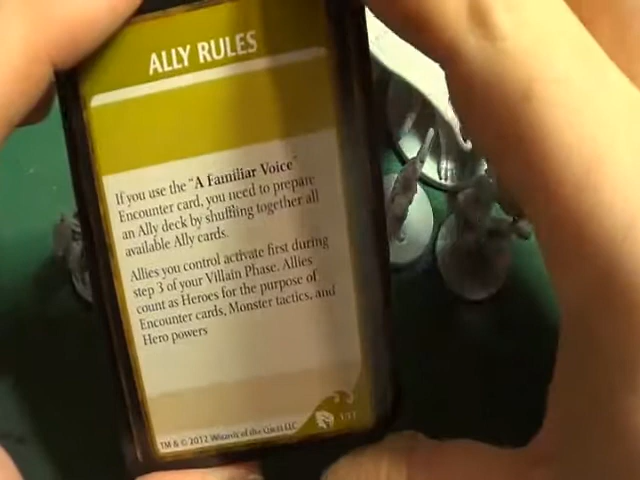 ALLY RULES
If you use the "A Familiar Voice"
Encounter card, you need to prepare
an Ally deck by shuffling together all
available Ally cards.
Allies you control activate first during
step 3 of your Villain Phase. Allies
count as Heroes for the purpose of
Encounter cards, Monster tactics, and
Hero powers
TM & © 2012 Wizards of the Coast LLC